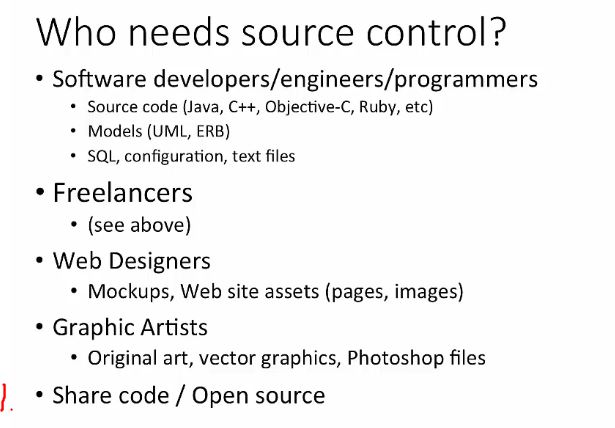 Who needs source control?
• Software developers/engineers/programmers
• Source code (Java, C++, Objective-C, Ruby, etc)
• Models (UML, ERB)
• SQL, configuration, text files
• Freelancers
• (see above)
• Web Designers
• Mockups, Web site assets (pages, images)
• Graphic Artists
• Original art, vector graphics, Photoshop files
• Share code / Open source